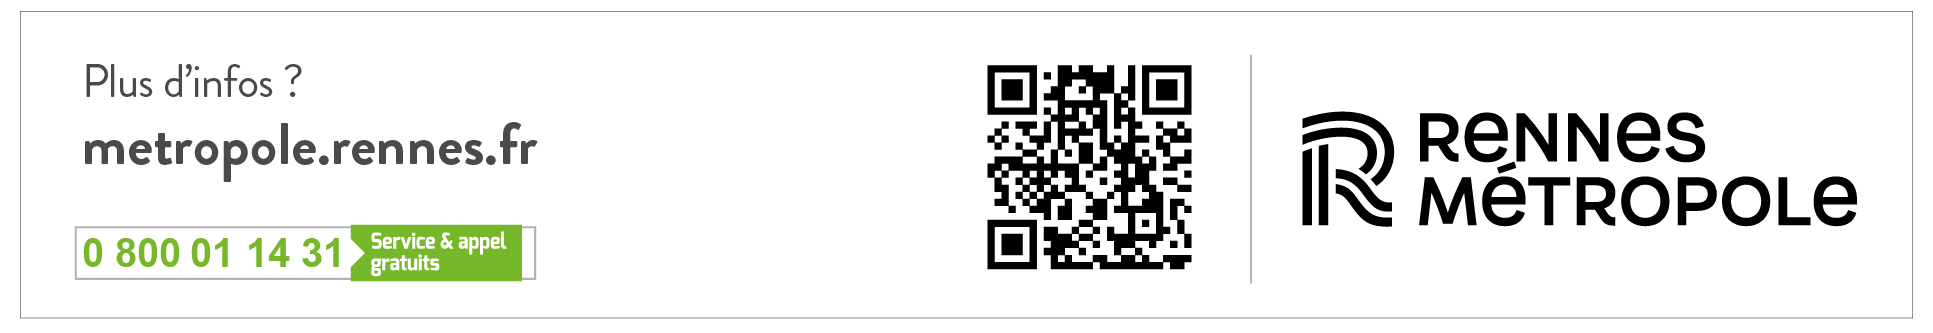 Plus d’infos ?
metropole.rennes.fr
0 800 01 14 31
Service & appel
gratuits
RENNES
MÉTROPOLE